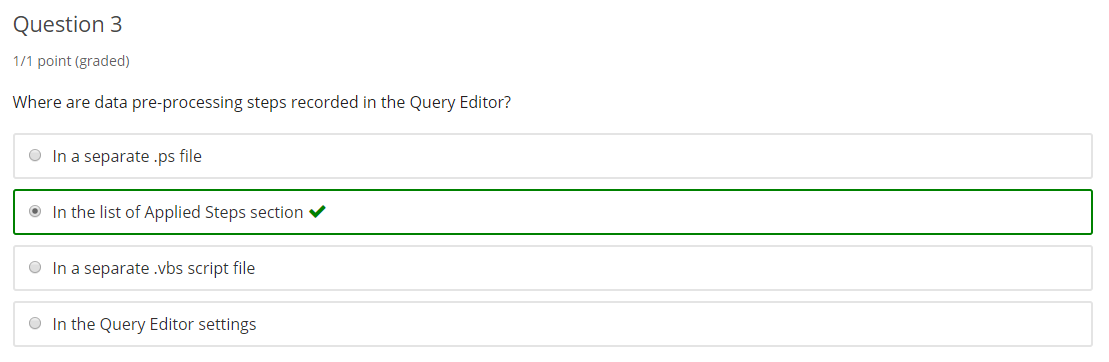 Question 3
1/1 point (graded)
Where are data pre-processing steps recorded in the Query Editor?
In a separate .ps file
In the list of Applied Steps section
In a separate .vbs script file
In the Query Editor settings